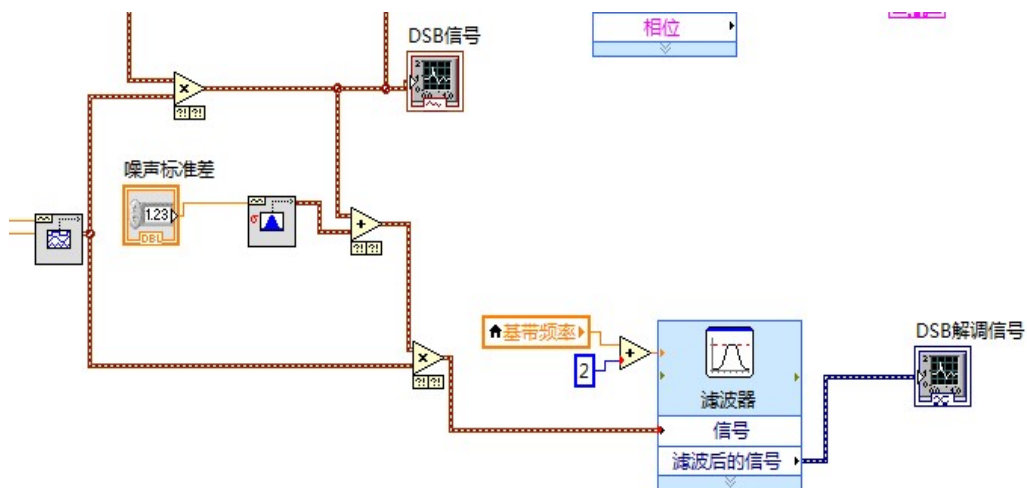 相位
DSB信号
噪声标准差
1.23
DBL
基带频率
2
滤波器
信号
滤波后的信号
DSB解调信号